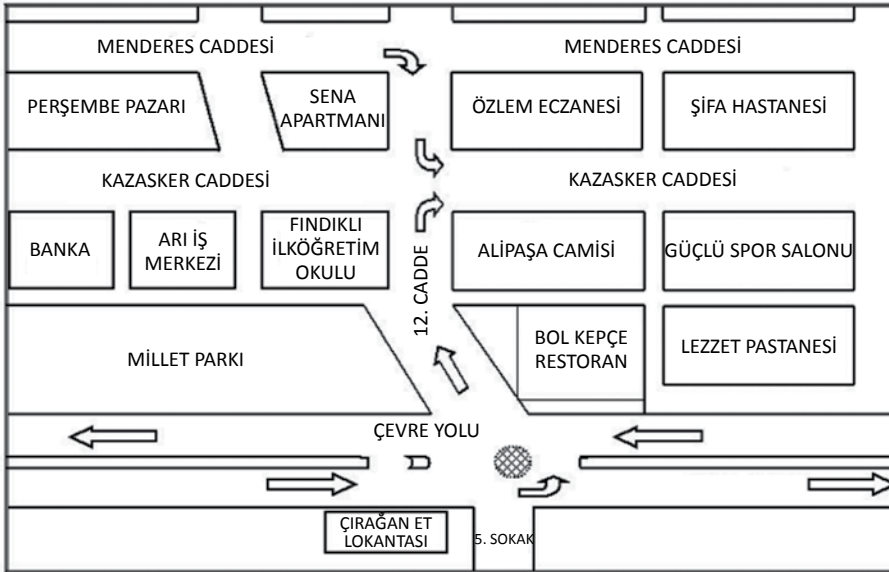 MENDERES CADDESİ
MENDERES CADDESİ
PERŞEMBE PAZARI
SENA
APARTMANI
ÖZLEM ECZANESİ
ŞİFA HASTANESİ
KAZASKER CADDESİ
KAZASKER CADDESİ
BANKA
ARI İŞ
MERKEZİ
FINDIKLI
İLKÖĞRETİM
OKULU
12. CADDE
ALİPAŞA CAMİSİ
GÜÇLÜ SPOR SALONU
MİLLET PARKI
BOL KEPÇE
RESTORAN
LEZZET PASTANESİ
ÇEVRE YOLU
ÇIRAĞAN ET
LOKANTASI
5. SOKAK